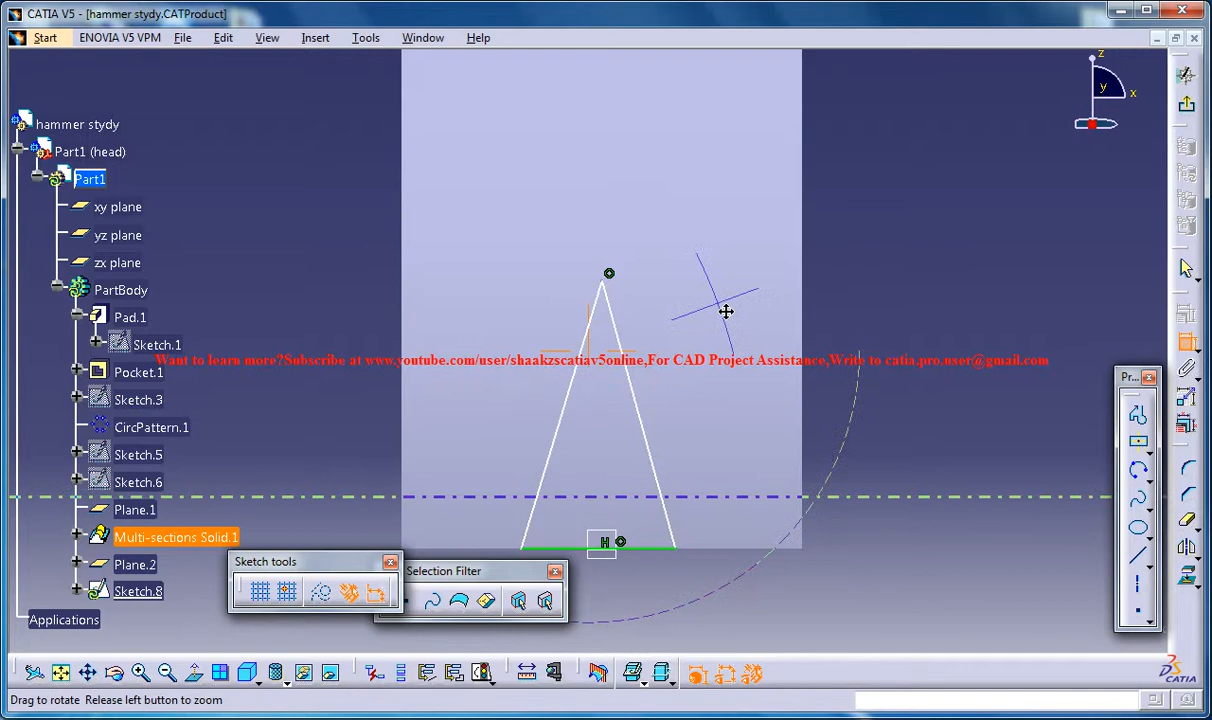 CATIA V5 - [hammer stydy.CATProduct]
Start ENOVIA V5 VPM File Edit View Insert Tools Window Help
z
y
x
hammer stydy
Part1 (head)
Part1
xy plane
yz plane
zx plane
PartBody
Pad.1
Sketch.1
Want to learn more?Subscribe at www.youtube.com/user/shaakzscatiav5online,For CAD Project Assistance,Write to catia.pro.user@gmail.com
Pocket.1
Pr...
Sketch.3
CircPattern.1
Sketch.5
Sketch.6
Plane.1
Multi-sections Solid.1
H
Sketch tools
Plane.2
Selection Filter
Sketch.8
Applications
CATIA
Drag to rotate Release left button to zoom